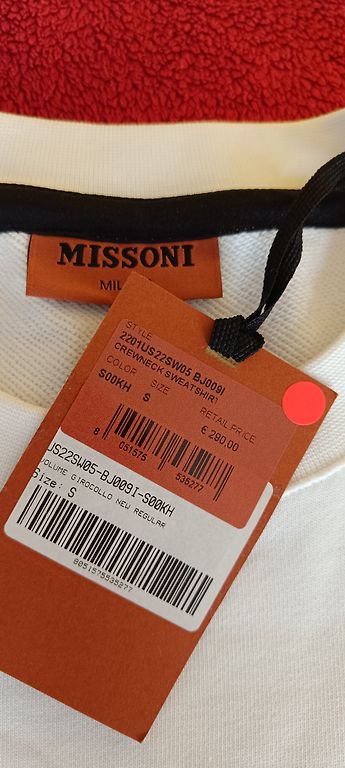 MISSONI
MIL
STYLE
2201US22SW05 BJ009I
CREWNECK SWEATSHIRT
COLOR SIZE
S00KH S
RETAIL PRICE
€ 290.00
8 051575 535277
US22SW05-BJ009I-S00KH
VOLUME GIROCOLLO NEW REGULAR
Size: S
8051575535277